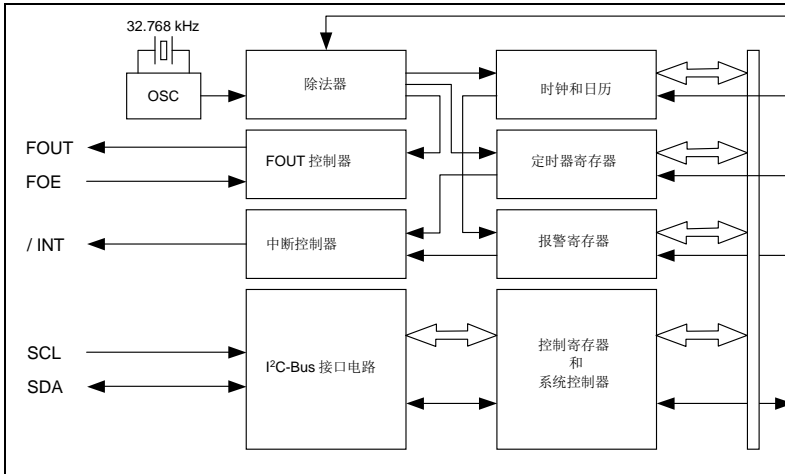 32.768 kHz
OSC
除法器
时钟和日历
FOUT
FOE
FOUT 控制器
定时器寄存器
/ INT
中断控制器
报警寄存器
SCL
SDA
I²C-Bus 接口电路
控制寄存器
和
系统控制器